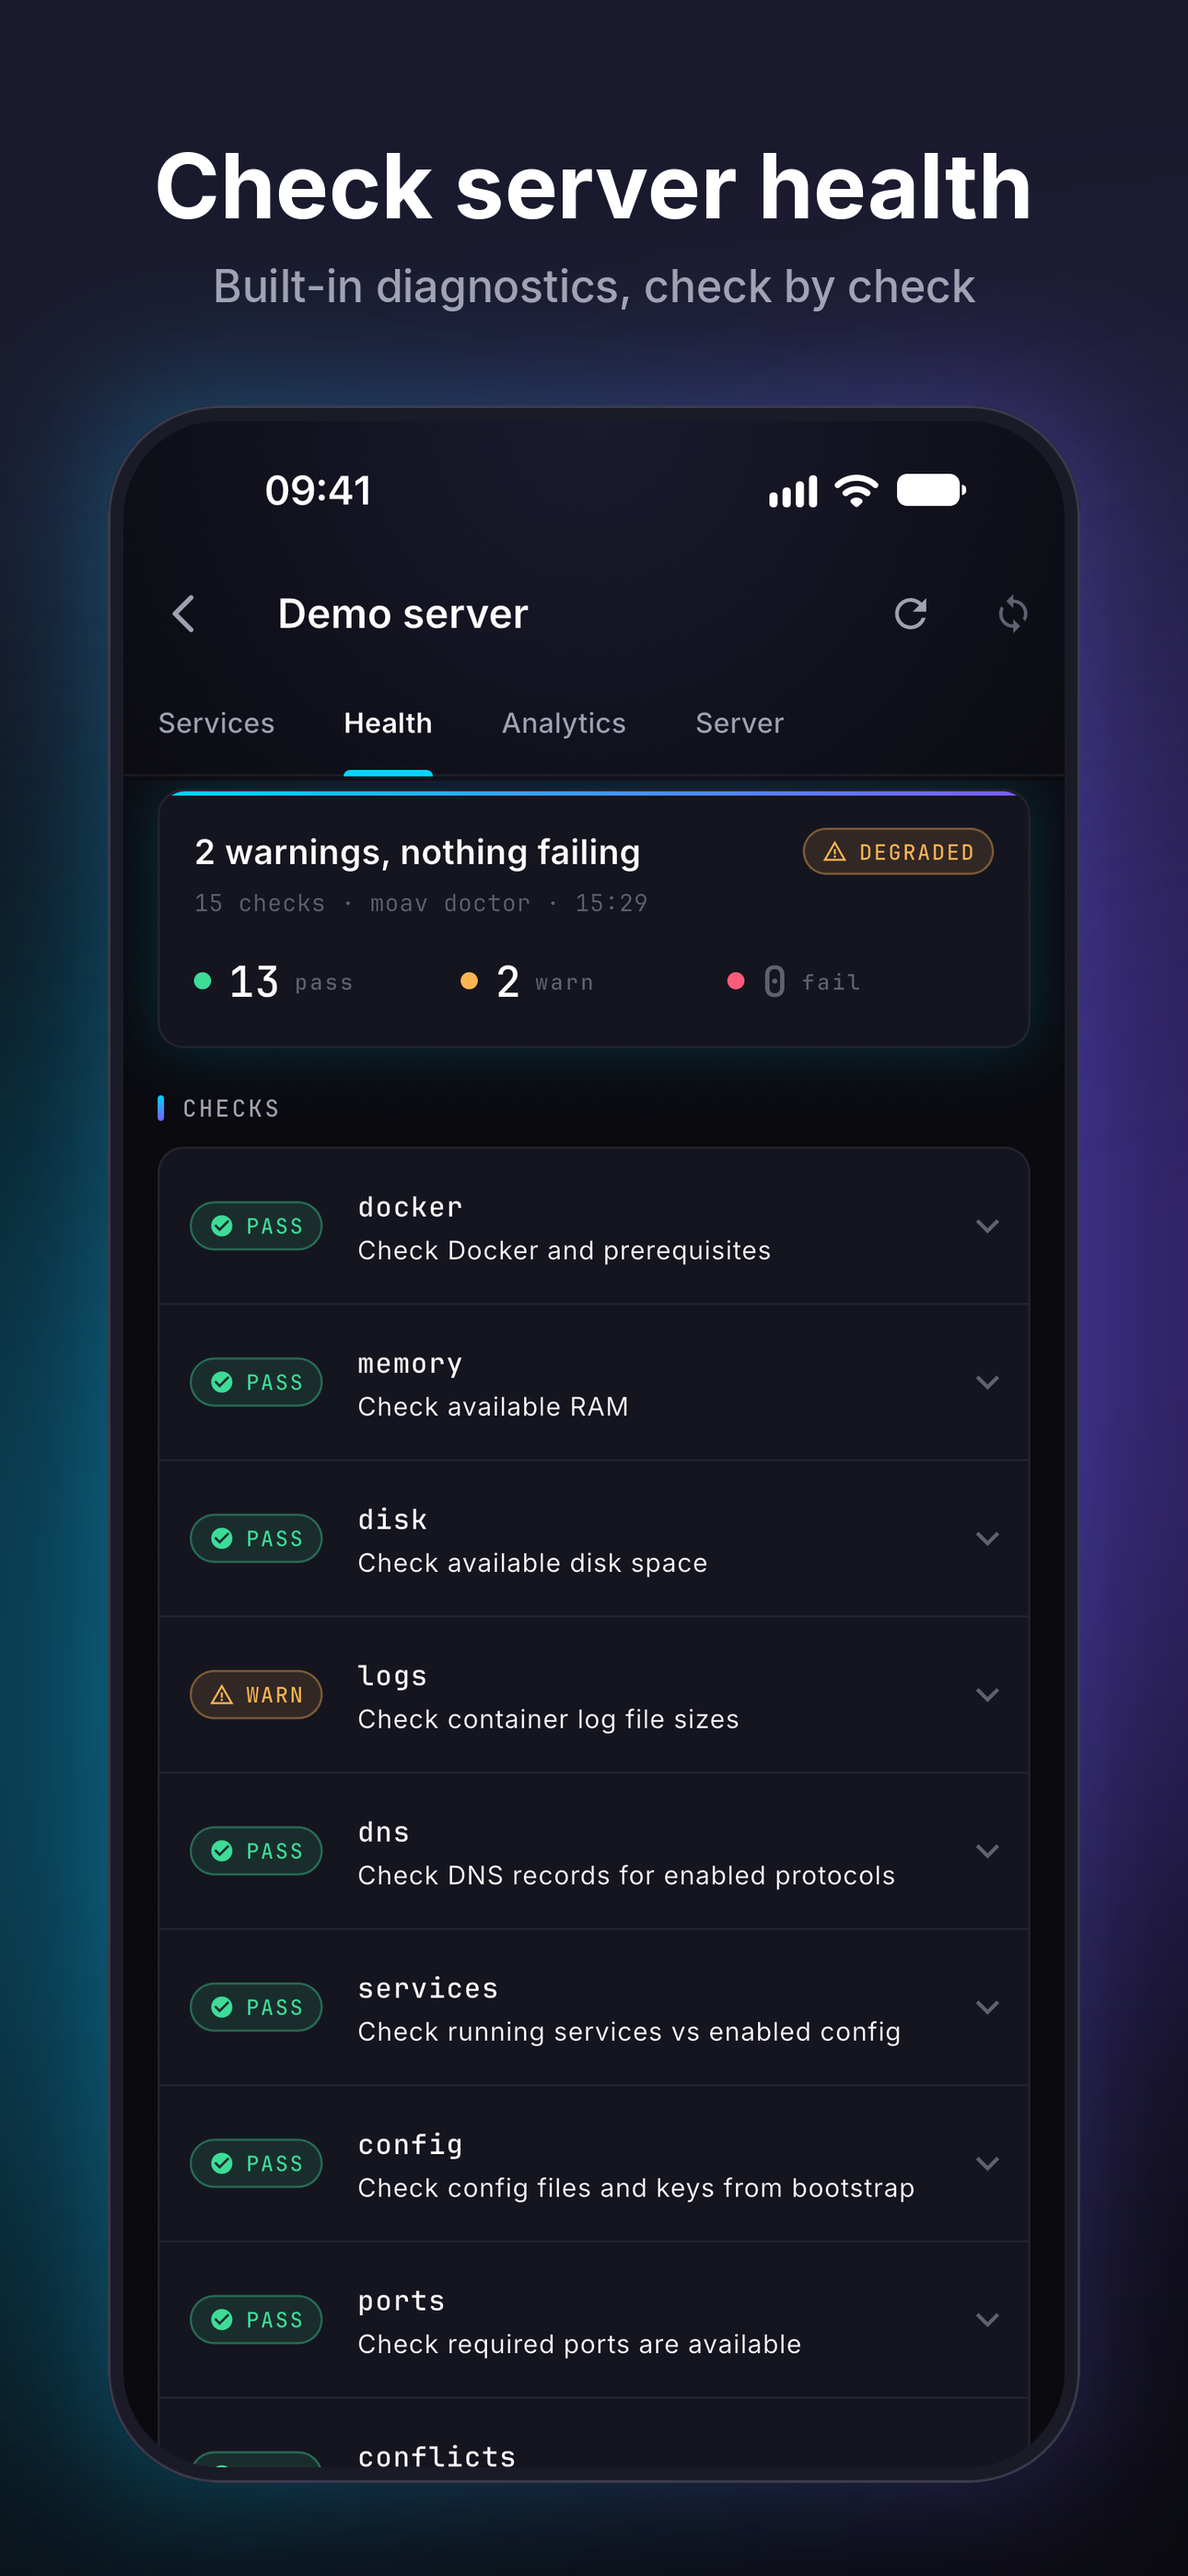 Check server health
Built-in diagnostics, check by check
09:41
Demo server
Services Health Analytics Server
2 warnings, nothing failing
DEGRADED
15 checks · moav doctor · 15:29
13 pass 2 warn 0 fail
CHECKS
PASS
docker
Check Docker and prerequisites
PASS
memory
Check available RAM
PASS
disk
Check available disk space
WARN
logs
Check container log file sizes
PASS
dns
Check DNS records for enabled protocols
PASS
services
Check running services vs enabled config
PASS
config
Check config files and keys from bootstrap
PASS
ports
Check required ports are available
conflicts